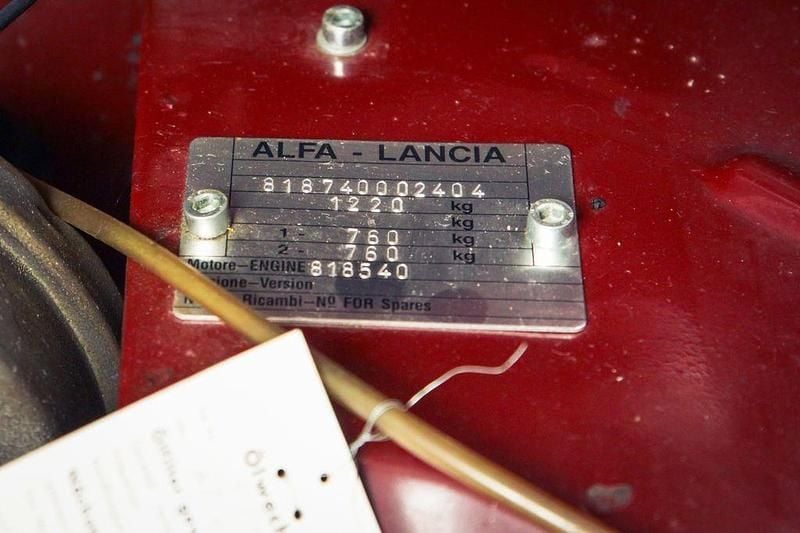 ALFA - LANCIA
818740002404
1220 kg
kg
1 - 760 kg
2 - 760 kg
Motore-ENGINE 818540
-Version
Ricambi-Nº FOR Spares